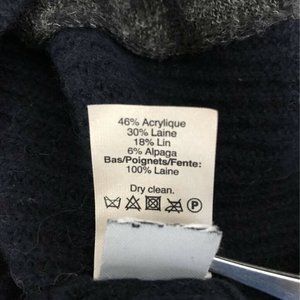 46% Acrylique
30% Laine
18% Lin
6% Alpaga
Bas/Poignets/Fente:
100% Laine
Dry clean.
P